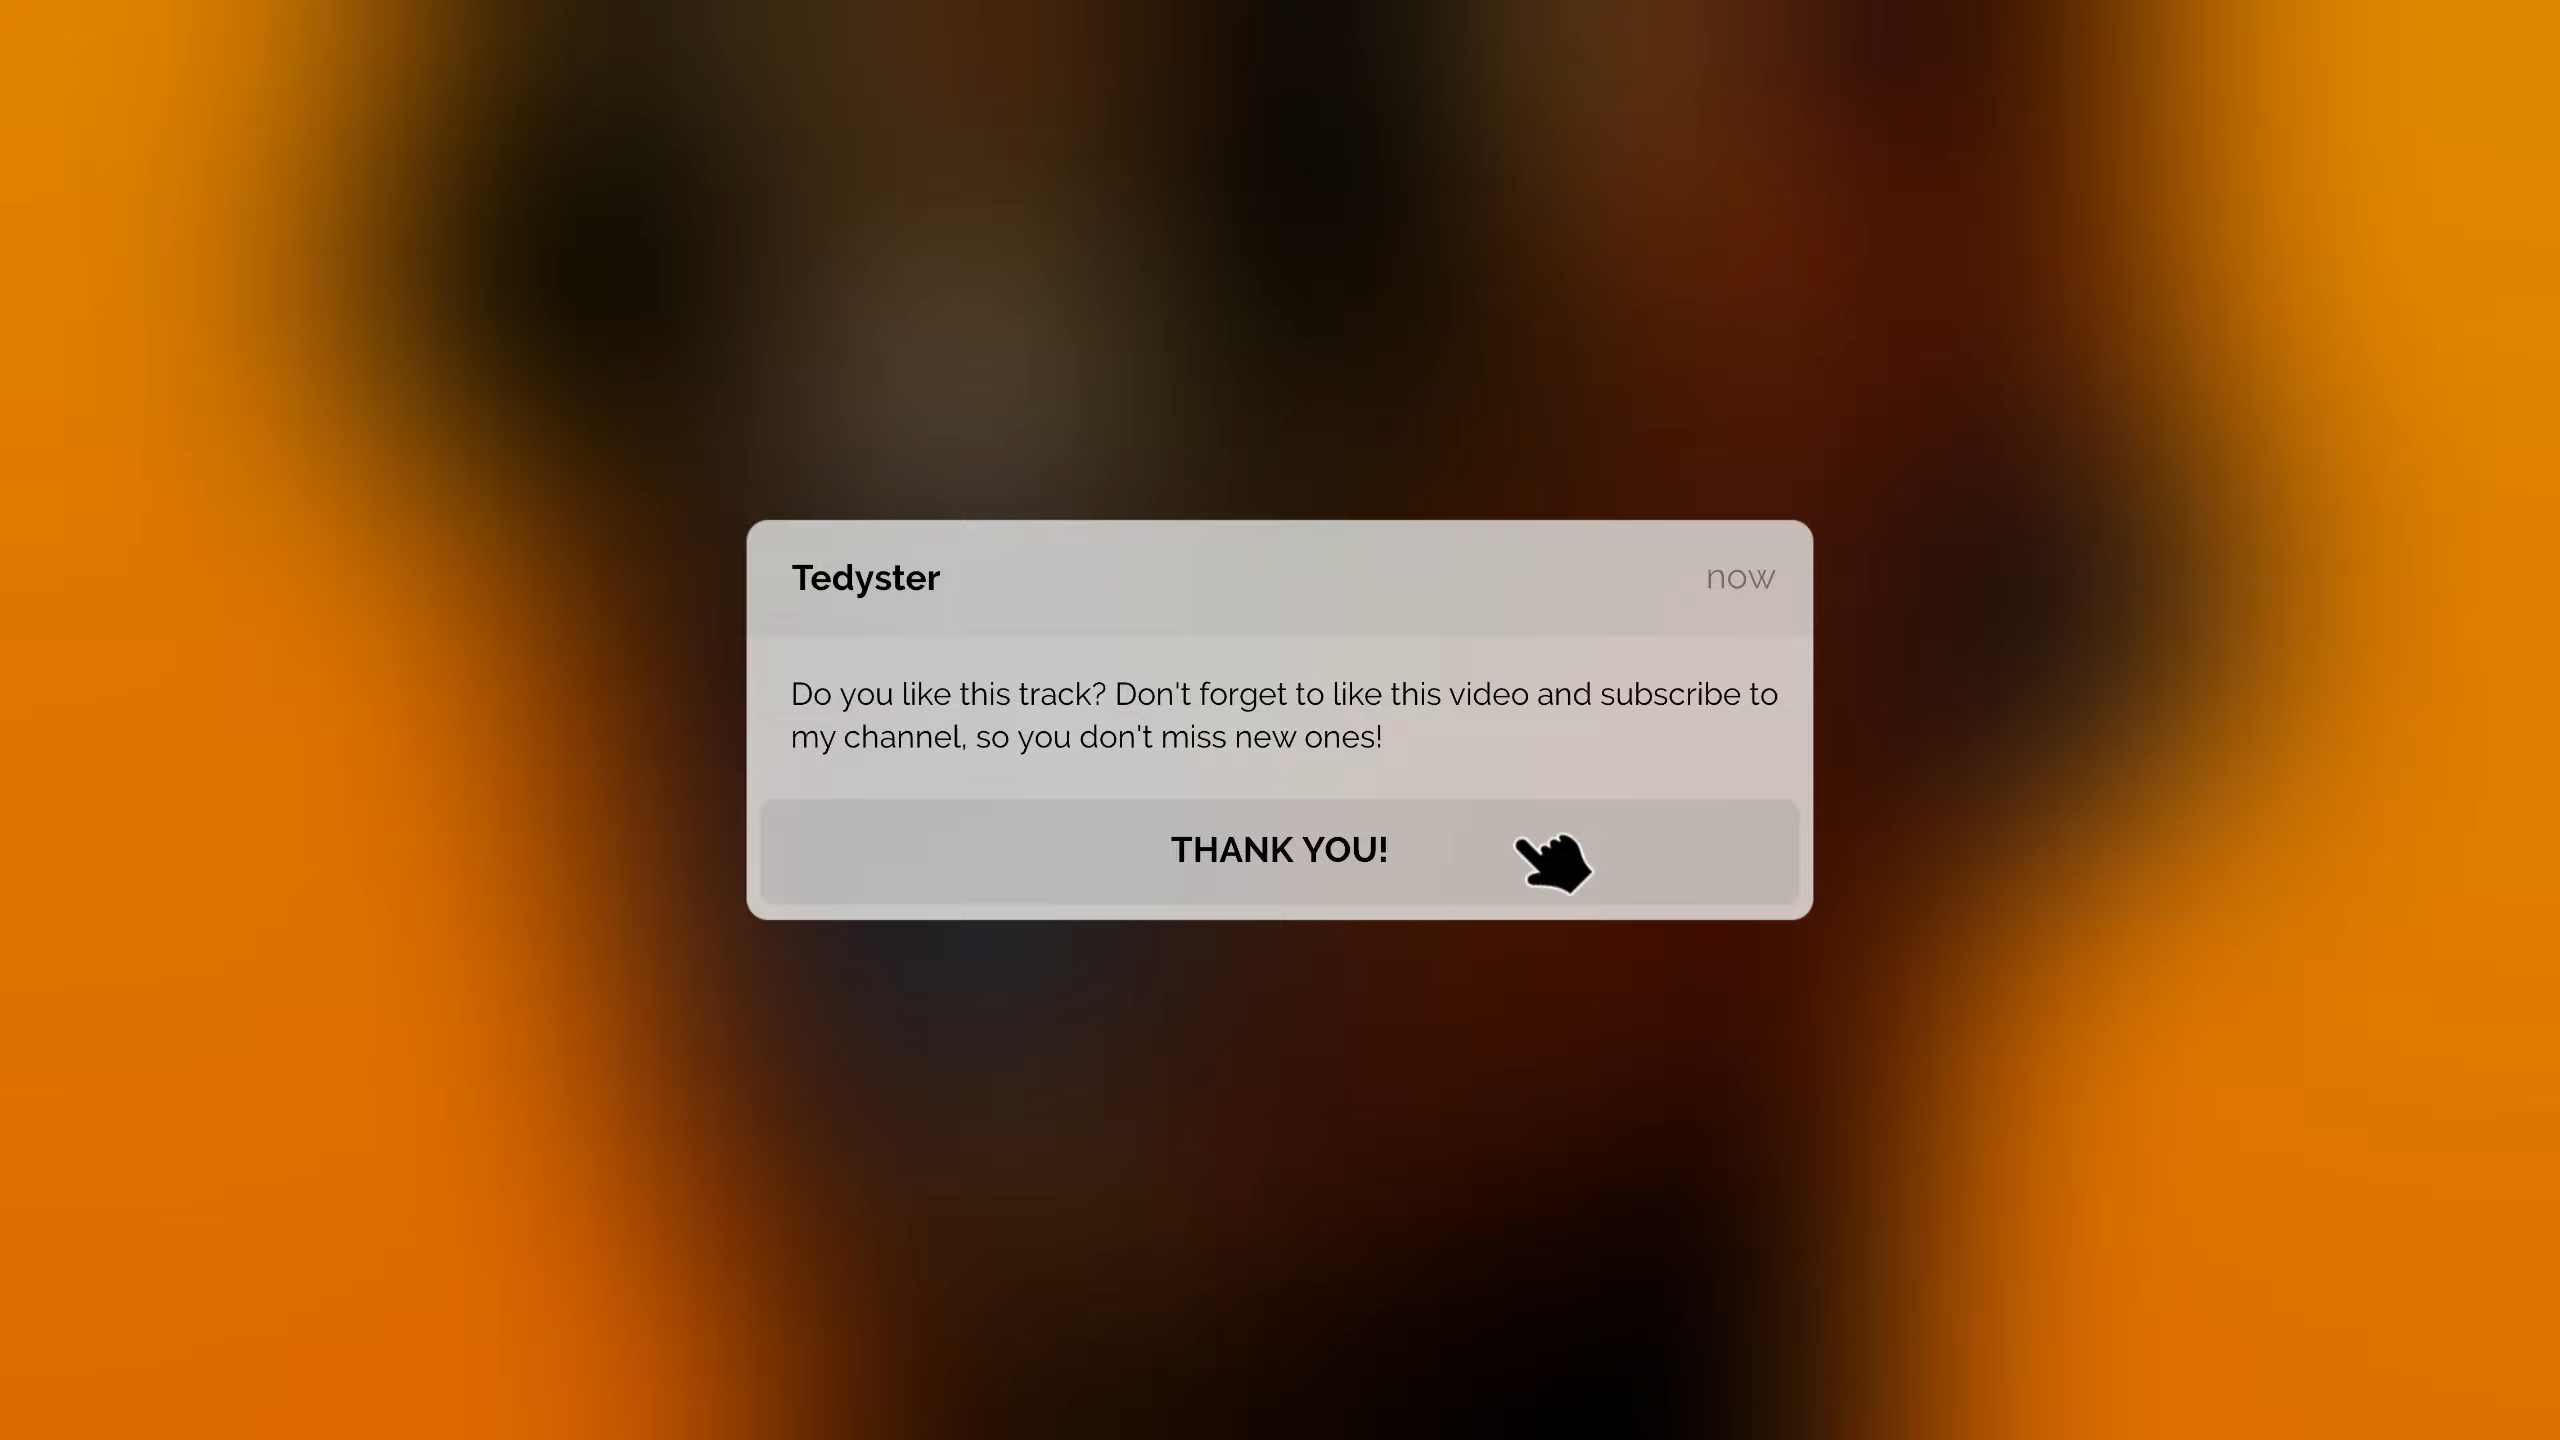 Tedyster
now
Do you like this track? Don't forget to like this video and subscribe to
my channel, so you don't miss new ones!
THANK YOU!